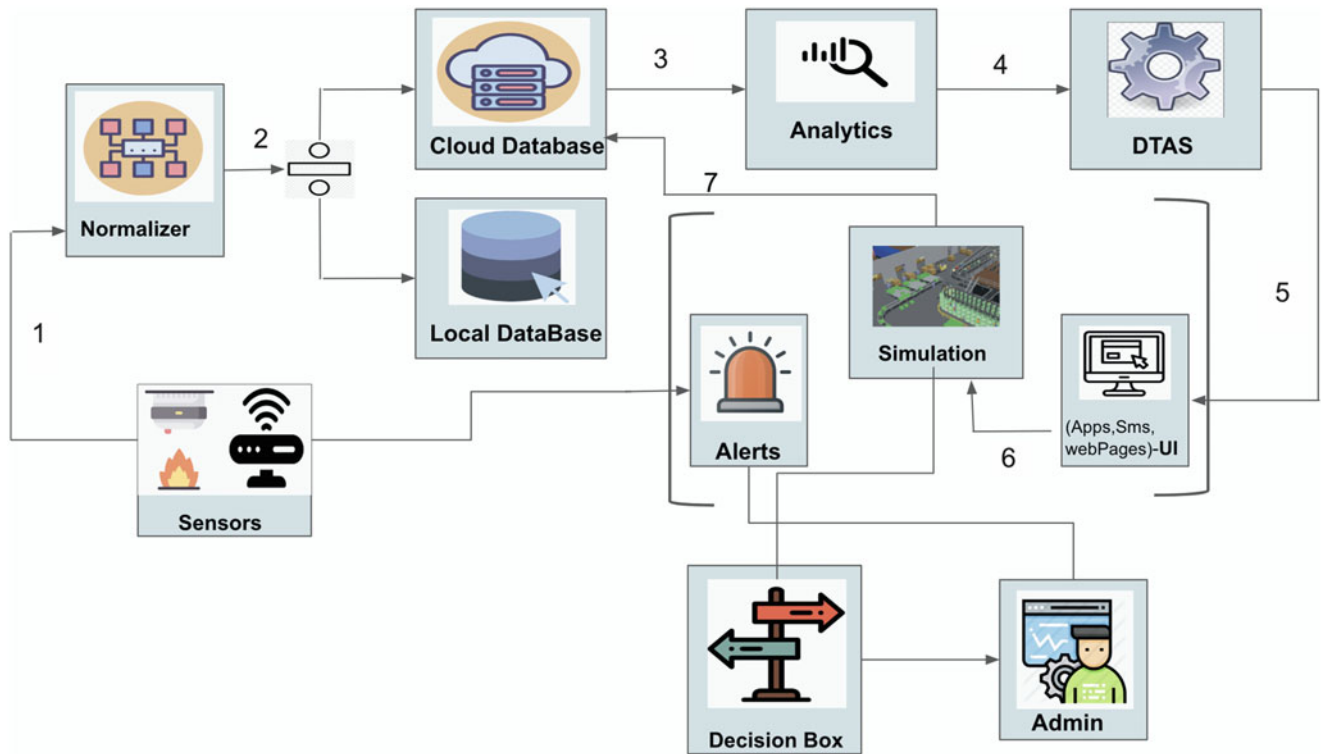 Cloud Database
3
Analytics
4
DTAS
2
Normalizer
7
Local DataBase
1
5
Simulation
Alerts
(Apps,Sms,
webPages)-UI
6
Sensors
Decision Box
Admin